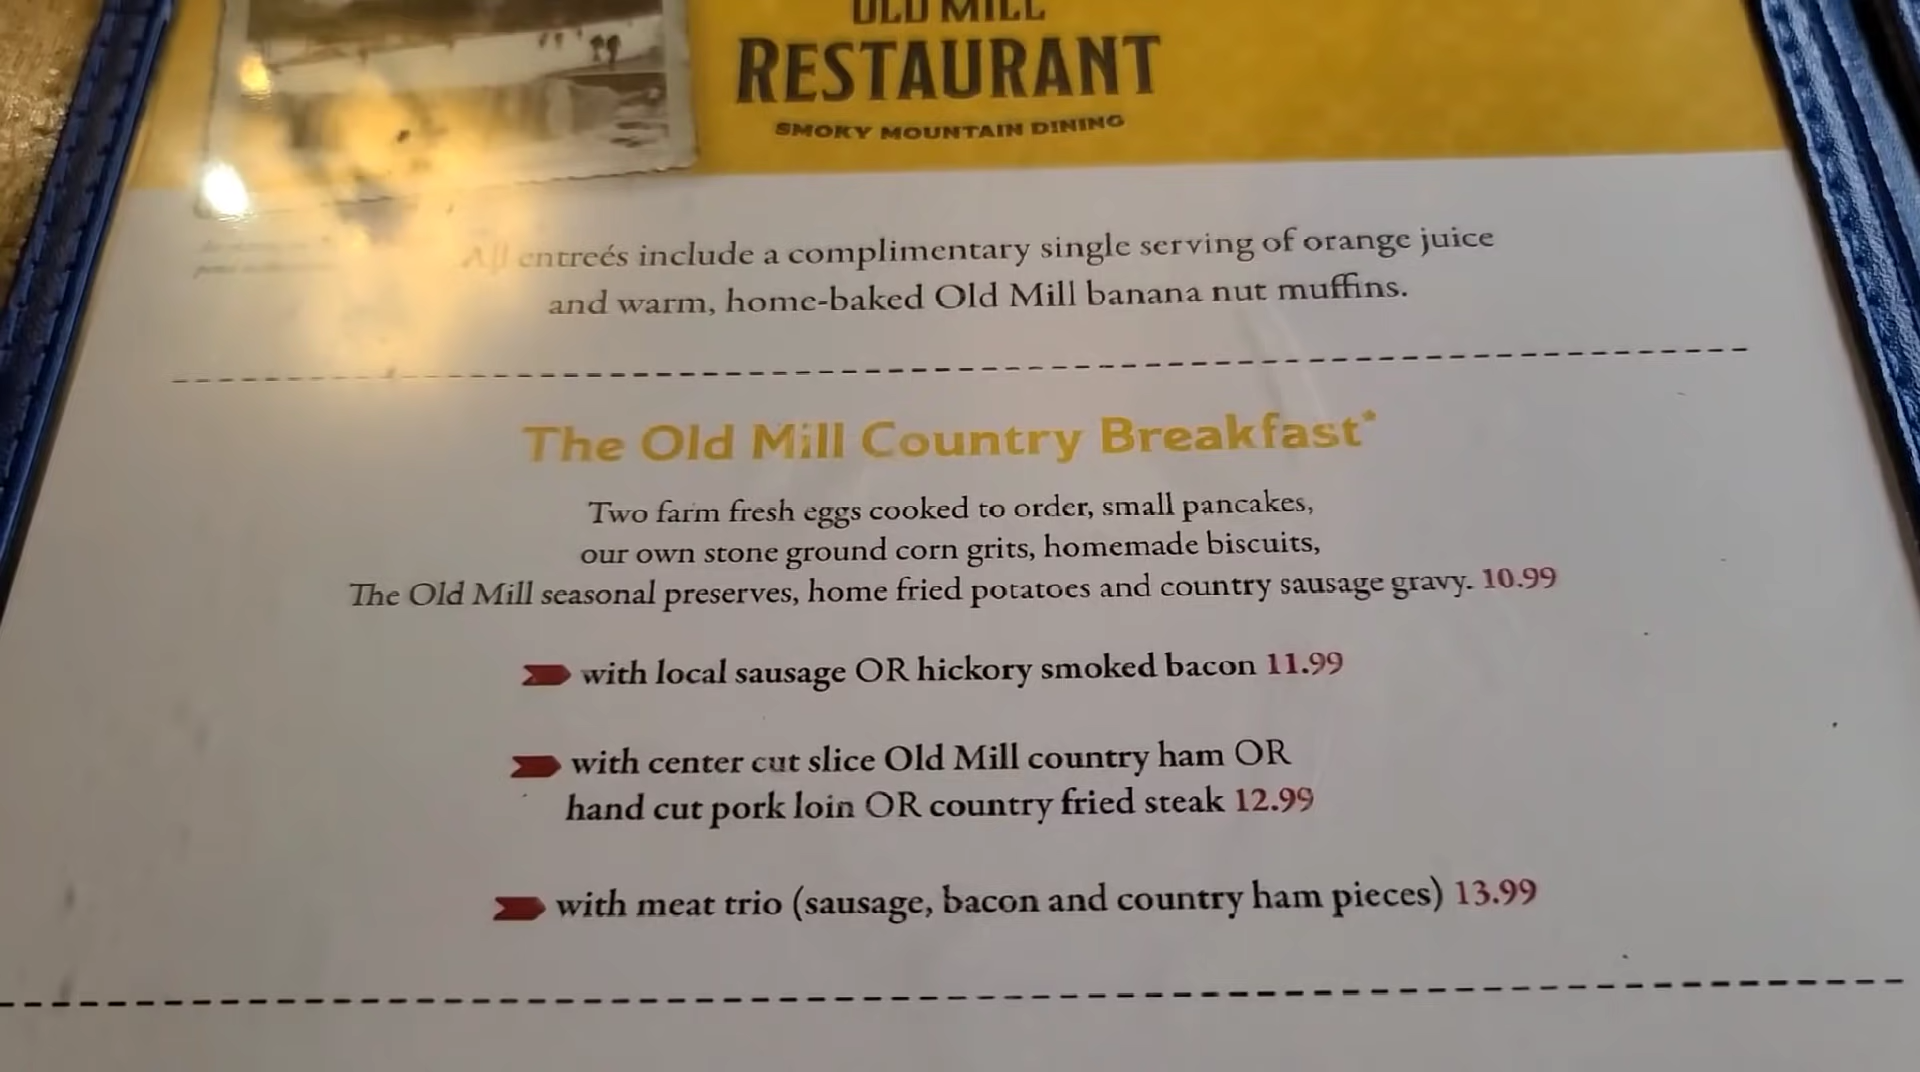 OLD MILL
RESTAURANT
SMOKY MOUNTAIN DINING
All entreés include a complimentary single serving of orange juice
and warm, home-baked Old Mill banana nut muffins.
The Old Mill Country Breakfast*
Two farm fresh eggs cooked to order, small pancakes,
our own stone ground corn grits, homemade biscuits,
The Old Mill seasonal preserves, home fried potatoes and country sausage gravy. 10.99
with local sausage OR hickory smoked bacon 11.99
with center cut slice Old Mill country ham OR
hand cut pork loin OR country fried steak 12.99
with meat trio (sausage, bacon and country ham pieces) 13.99